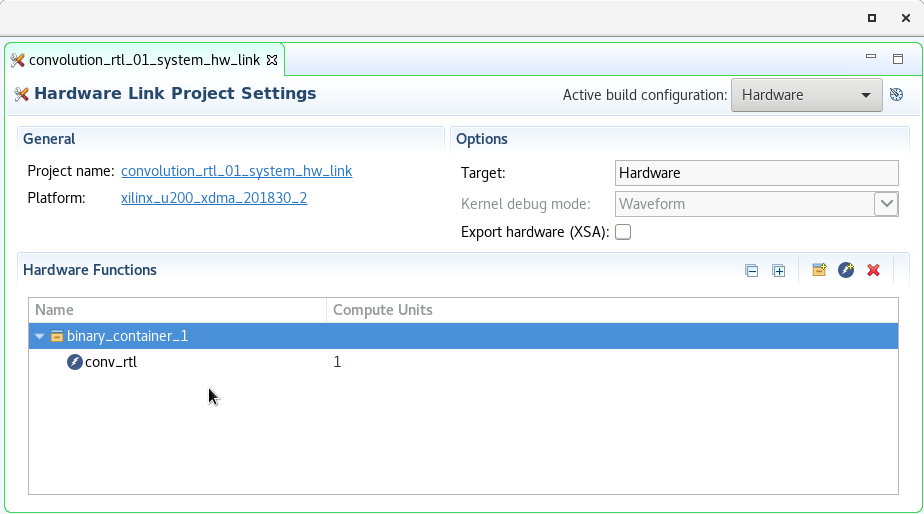 convolution_rtl_01_system_hw_link
Hardware Link Project Settings
Active build configuration: Hardware
General
Project name: convolution_rtl_01_system_hw_link
Platform: xilinx_u200_xdma_201830_2
Options
Target: Hardware
Kernel debug mode: Waveform
Export hardware (XSA):
Hardware Functions
Name Compute Units
binary_container_1
conv_rtl 1